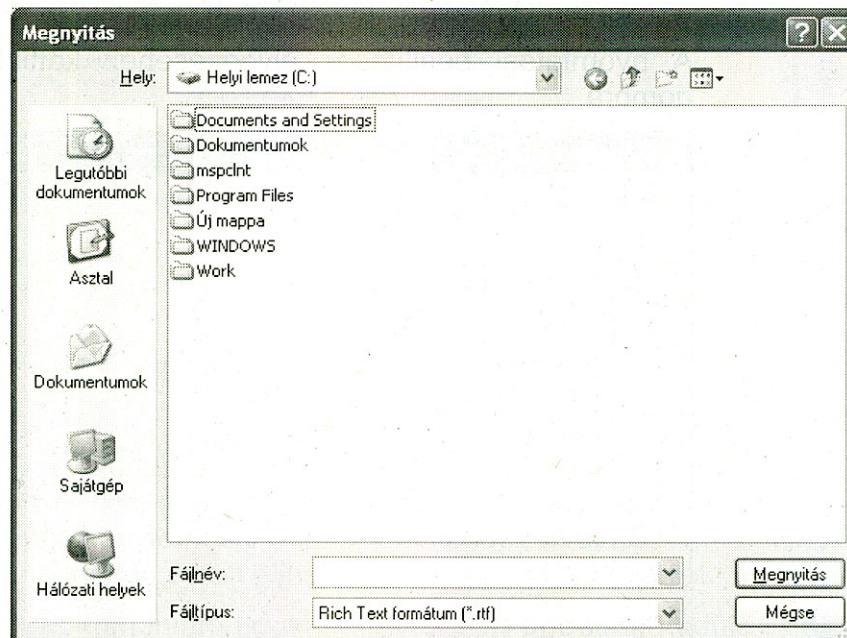 Megnyitás
Hely: Helyi lemez (C:)
Documents and Settings
Dokumentumok
mspclnt
Program Files
Új mappa
WINDOWS
Work
Legutóbbi
dokumentumok
Asztal
Dokumentumok
Sajátgép
Hálózati helyek
Fájlnév:
Megnyitás
Fájltípus: Rich Text formátum (*.rtf)
Mégse